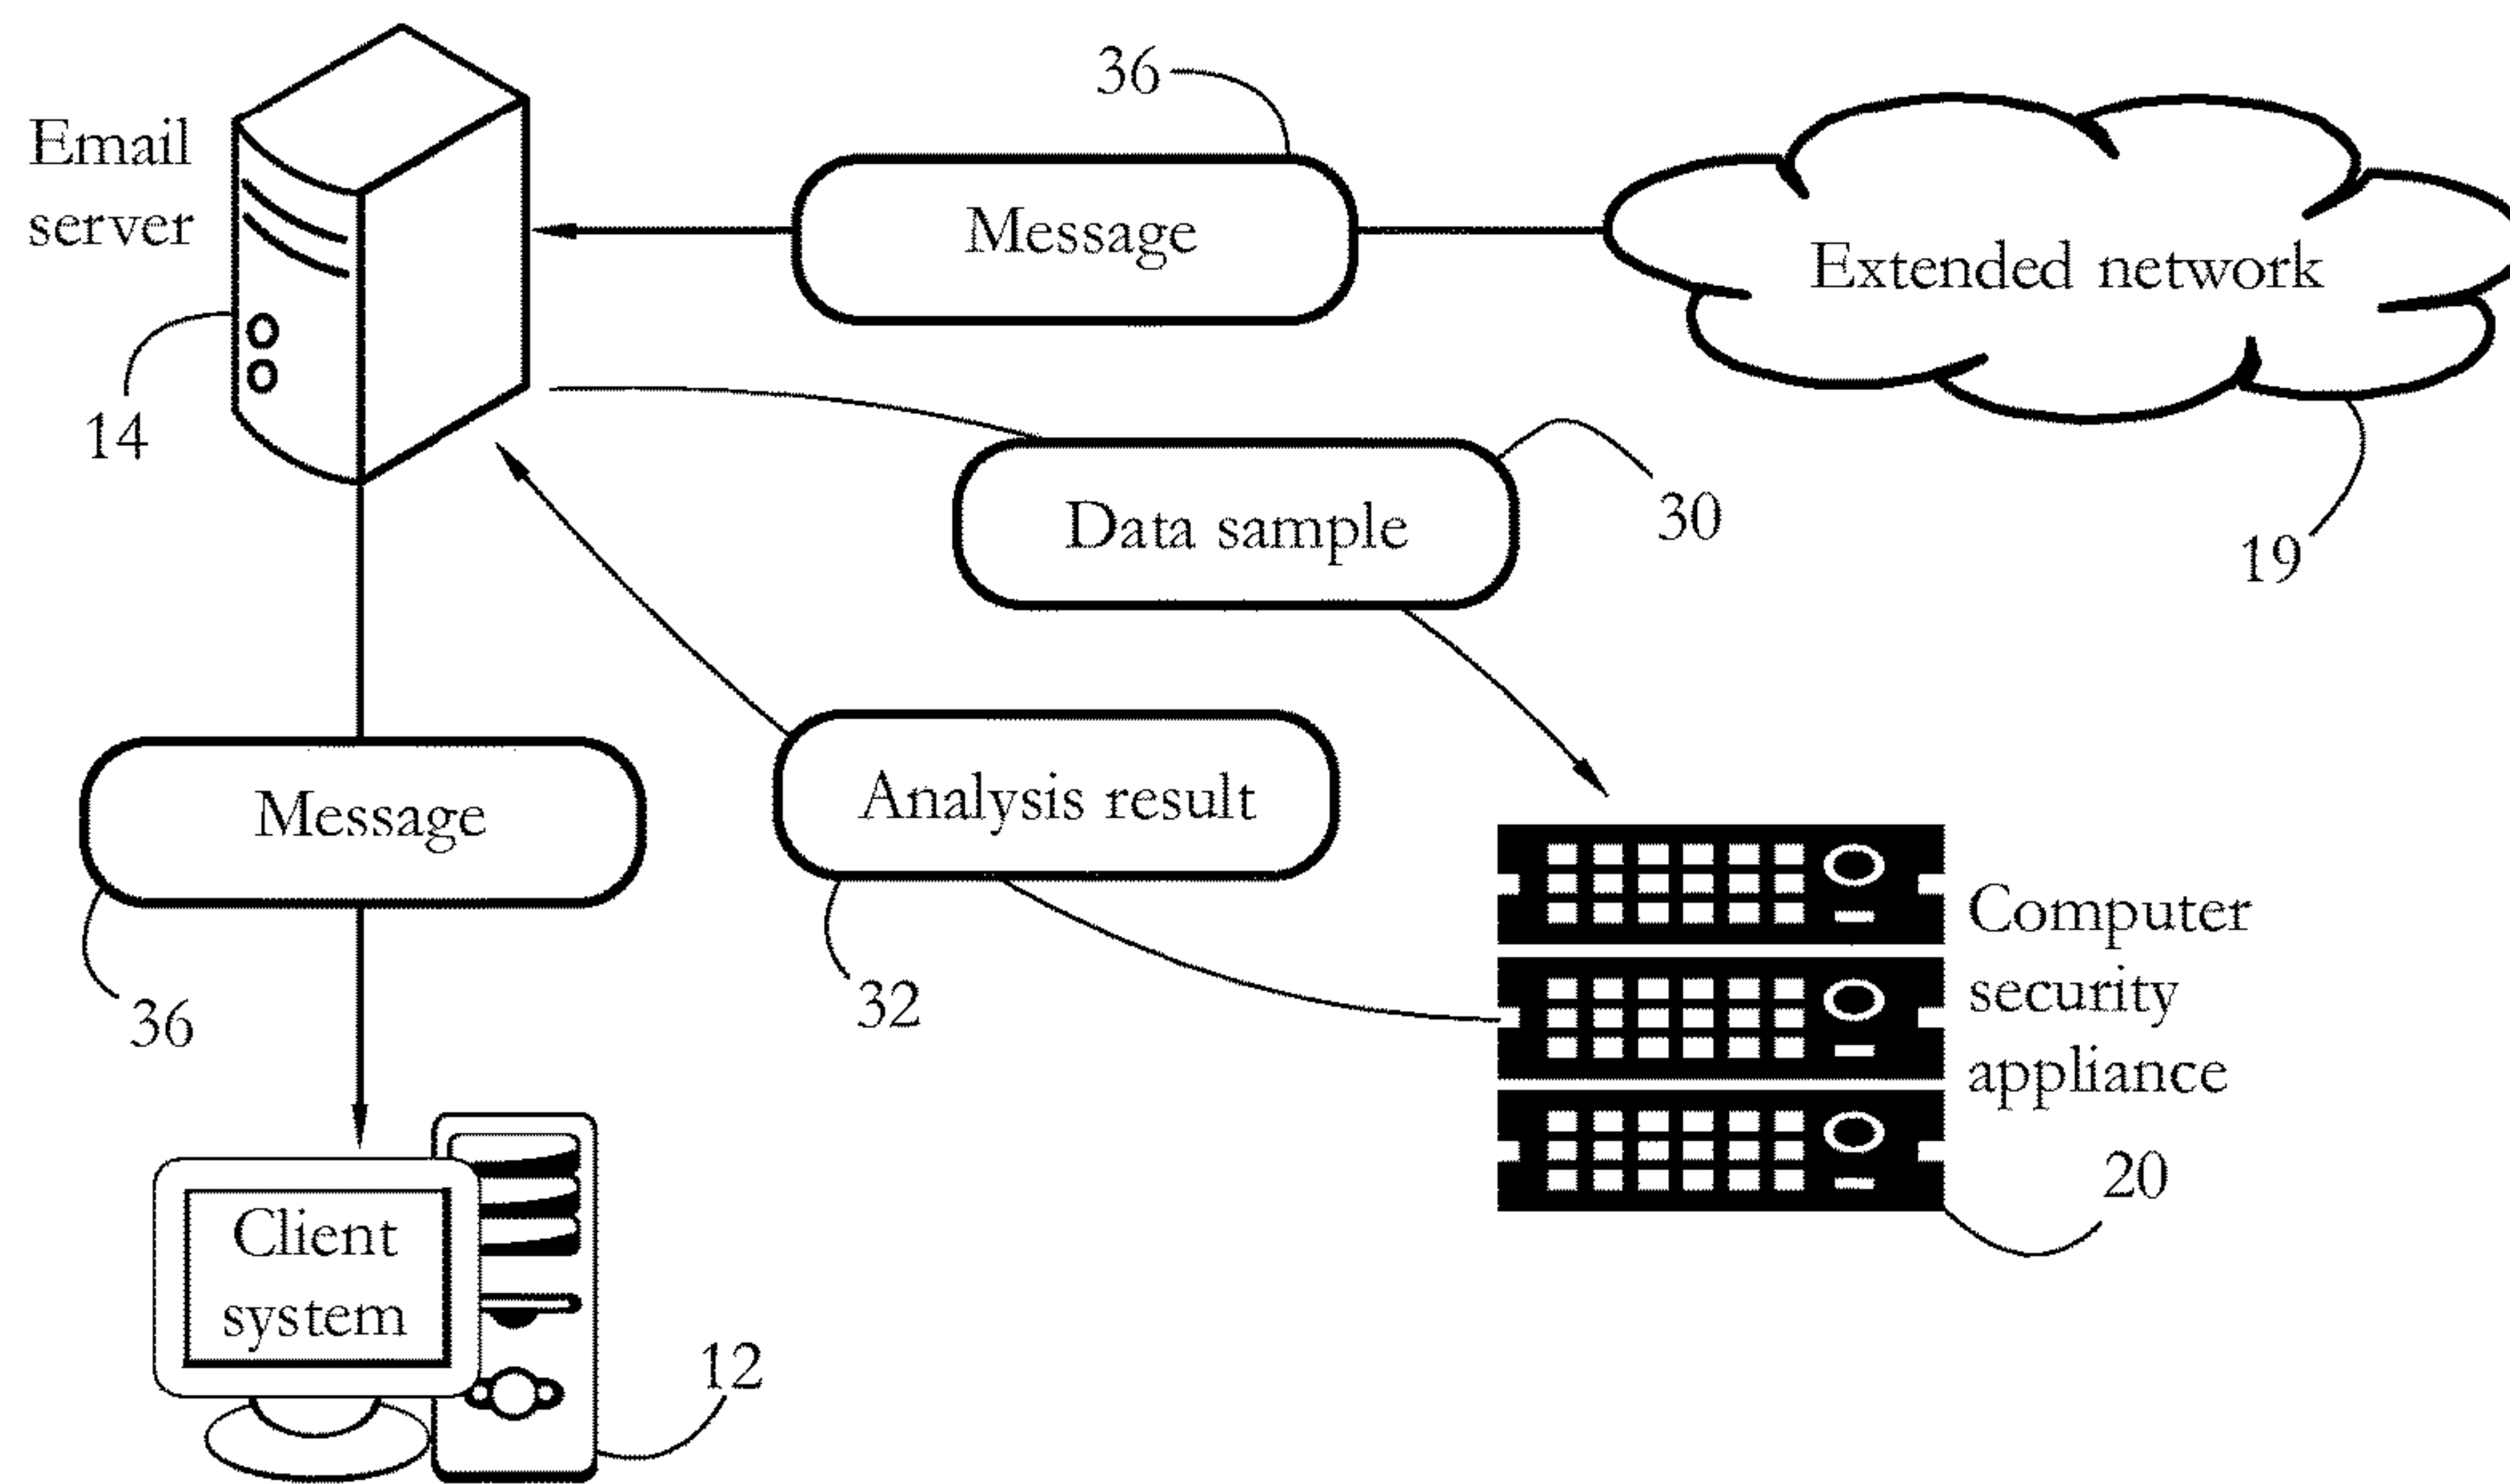 Email
server
14
36
Message
Extended network
19
Data sample
30
Analysis result
32
Message
36
Computer
security
appliance
20
Client
system
12